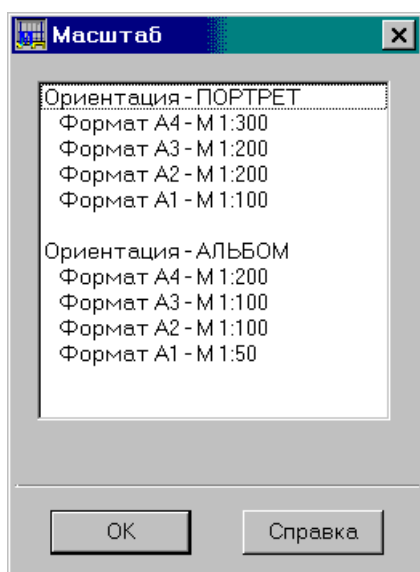 Масштаб
Ориентация - ПОРТРЕТ
Формат А4 - М 1:300
Формат А3 - М 1:200
Формат А2 - М 1:200
Формат А1 - М 1:100
Ориентация - АЛЬБОМ
Формат А4 - М 1:200
Формат А3 - М 1:100
Формат А2 - М 1:100
Формат А1 - М 1:50
ОК
Справка